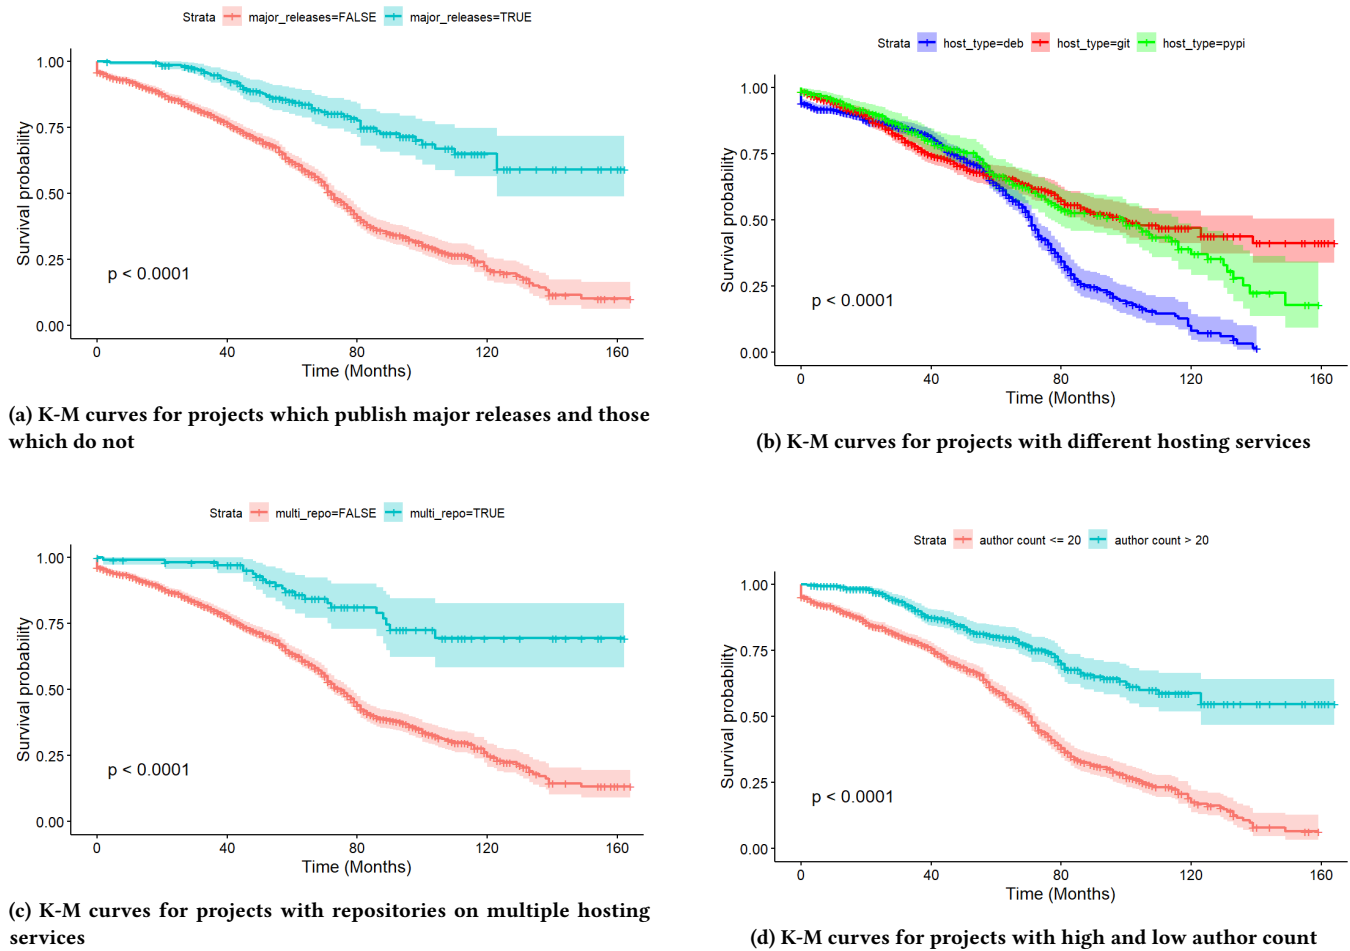 Strata major_releases=FALSE major_releases=TRUE
1.00
0.75
0.50
0.25
0.00
Survival probability
p < 0.0001
0 40 80 120 160
Time (Months)
(a) K-M curves for projects which publish major releases and those
which do not
Strata host_type=deb host_type=git host_type=pypi
1.00
0.75
0.50
0.25
0.00
Survival probability
p < 0.0001
0 40 80 120 160
Time (Months)
(b) K-M curves for projects with different hosting services
Strata multi_repo=FALSE multi_repo=TRUE
1.00
0.75
0.50
0.25
0.00
Survival probability
p < 0.0001
0 40 80 120 160
Time (Months)
(c) K-M curves for projects with repositories on multiple hosting
services
Strata author count <= 20 author count > 20
1.00
0.75
0.50
0.25
0.00
Survival probability
p < 0.0001
0 40 80 120 160
Time (Months)
(d) K-M curves for projects with high and low author count